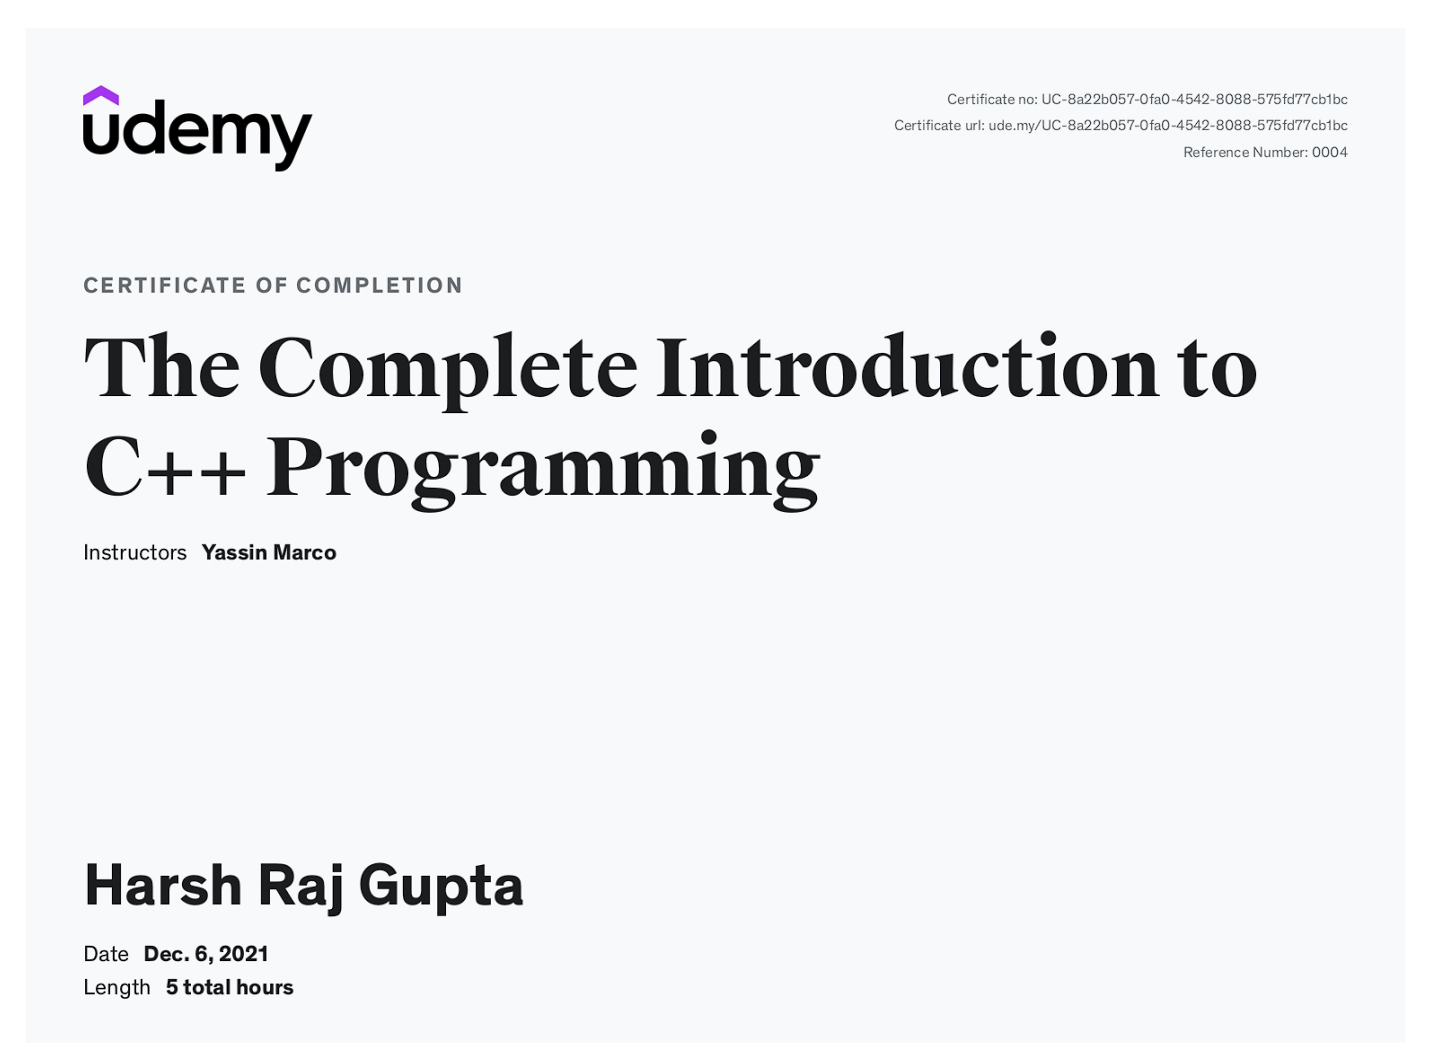 udemy
Certificate no: UC-8a22b057-0fa0-4542-8088-575fd77cb1bc
Certificate url: ude.my/UC-8a22b057-0fa0-4542-8088-575fd77cb1bc
Reference Number: 0004
CERTIFICATE OF COMPLETION
The Complete Introduction to
C++ Programming
Instructors Yassin Marco
Harsh Raj Gupta
Date Dec. 6, 2021
Length 5 total hours